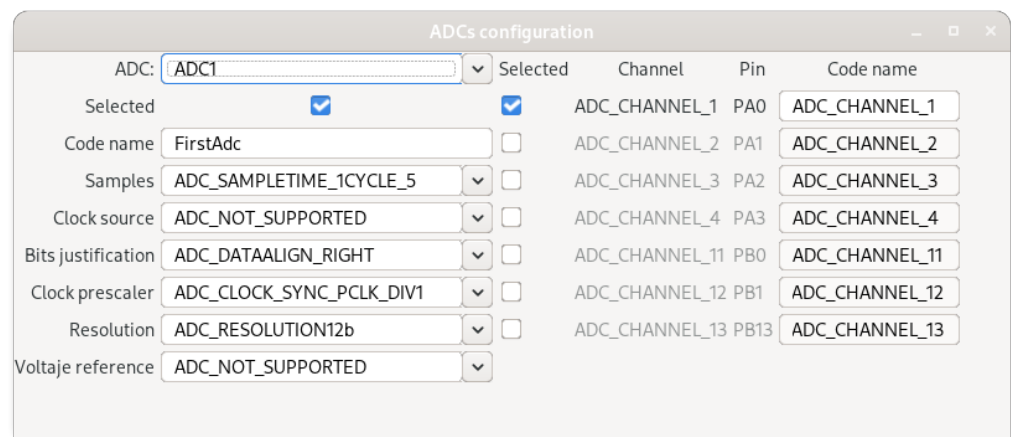 ADCs configuration
ADC: ADC1 Selected Channel Pin Code name
Selected ADC_CHANNEL_1 PA0 ADC_CHANNEL_1
Code name FirstAdc ADC_CHANNEL_2 PA1 ADC_CHANNEL_2
Samples ADC_SAMPLETIME_1CYCLE_5 ADC_CHANNEL_3 PA2 ADC_CHANNEL_3
Clock source ADC_NOT_SUPPORTED ADC_CHANNEL_4 PA3 ADC_CHANNEL_4
Bits justification ADC_DATAALIGN_RIGHT ADC_CHANNEL_11 PB0 ADC_CHANNEL_11
Clock prescaler ADC_CLOCK_SYNC_PCLK_DIV1 ADC_CHANNEL_12 PB1 ADC_CHANNEL_12
Resolution ADC_RESOLUTION12b ADC_CHANNEL_13 PB13 ADC_CHANNEL_13
Voltaje reference ADC_NOT_SUPPORTED